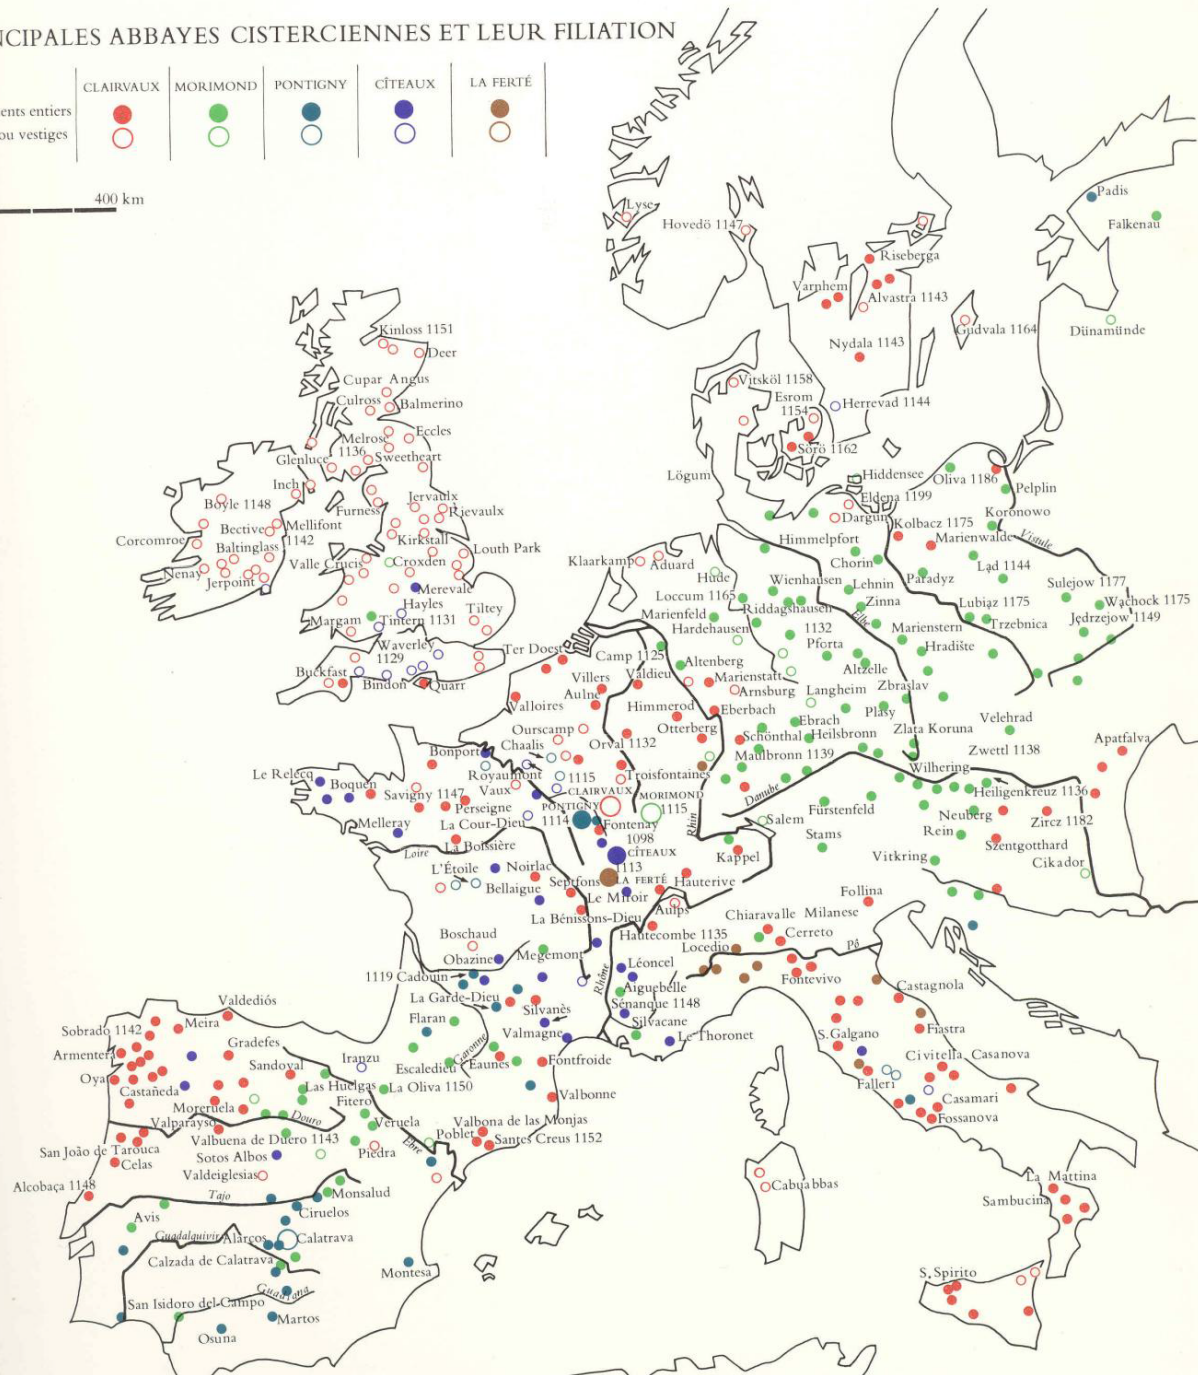 NCIPALES ABBAYES CISTERCIENNES ET LEUR FILIATION
CLAIRVAUX
MORIMOND
PONTIGNY
CÎTEAUX
LA FERTÉ
ents entiers
ou vestiges
400 km
Lyse
Hovedö 1147
Padis
Falkenau
Riseberga
Varnhem
Alvastra 1143
Gudvala 1164
Dünamünde
Nydala 1143
Kinloss 1151
Deer
Vitsköl 1158
Esrom
1154
Herrevad 1144
Sorö 1162
Cupar Angus
Culross
Balmerino
Melrose
1136
Eccles
Glenluce
Sweetheart
Lögum
Hiddensee
Oliva 1186
Pelplin
Eldena 1199
Dargun
Koronowo
Kolbacz 1175
Marienwalde
Visule
Inch
Boyle 1148
Furness
Jervaulx
Rievaulx
Bective
Mellifont
1142
Corcomroe
Baltinglass
Kirkstall
Louth Park
Nenay
Jerpoint
Valle Crucis
Croxden
Merevale
Hayles
Tiltey
Margam
Tintern 1131
Waverley
1129
Buckfast
Bindon
Quarr
Klaarkamp
Aduard
Hude
Himmelpfort
Chorin
Loccum 1165
Wienhausen
Lehnin
Paradyz
Ląd 1144
Sulejow 1177
Marienfeld
Riddagshausen
Zinna
Lubiąz 1175
Wąchock 1175
Hardehausen
1132
Elbe
Marienstern
Trzebnica
Jędrzejow 1149
Pforta
Hradište
Ter Doest
Camp 1125
Altenberg
Altzelle
Villers
Valdieu
Marienstatt
Arnsburg
Langheim
Zbraslav
Aulne
Valloires
Himmerod
Eberbach
Ebrach
Plasy
Velehrad
Ourscamp
Otterberg
Schönthal
Heilsbronn
Zlata Koruna
Apatfalva
Chaalis
Orval 1132
Maulbronn 1139
Zwettl 1138
Bonport
Royaumont
1115
Troisfontaines
Wilhering
Le Relecq
Boquen
Vaux
CLAIRVAUX
MORIMOND
1115
Danube
Heiligenkreuz 1136
Savigny 1147
Perseigne
PONTIGNY
1114
Fontenay
1098
Rhin
Salem
Fürstenfeld
Neuberg
Zircz 1182
Melleray
La Cour-Dieu
CÎTEAUX
Stams
Rein
Szentgotthard
Loire
La Boissière
1113
Kappel
Vitkring
Cikador
L'Étoile
Noirlac
Septfons
LA FERTÉ
Hauterive
Bellaigue
Le Miroir
Follina
La Bénissons-Dieu
Aulps
Chiaravalle Milanese
Boschaud
Hautecombe 1135
Cerreto
Obazine
Megemont
Locedio
Pô
1119 Cadouin
Rhône
Léoncel
Fontevivo
La Garde-Dieu
Aiguebelle
Castagnola
Sénanque 1148
Flaran
Silvanès
Silvacane
S. Galgano
Fiastra
Valmagne
Le Thoronet
Valdediós
Meira
Sobrado 1142
Garonne
Escaledieu
Eaunes
Fontfroide
Civitella Casanova
Armentera
Gradefes
Iranzu
Falleri
Oya
Sandoval
Las Huelgas
La Oliva 1150
Valbonne
Casamari
Castañeda
Moreruela
Fitero
Fossanova
Valparayso
Douro
Veruela
Valbona de las Monjas
Valbuena de Duero 1143
Ebre
Poblet
Santes Creus 1152
San João de Tarouca
Sotos Albos
Piedra
Celas
Valdeiglesias
Cabuabbas
La Mattina
Alcobaça 1148
Tajo
Monsalud
Sambucina
Avis
Ciruelos
Guadalquivir
Alarcos
Calatrava
Calzada de Calatrava
Montesa
S. Spirito
Guadiana
San Isidoro del Campo
Martos
Osuna